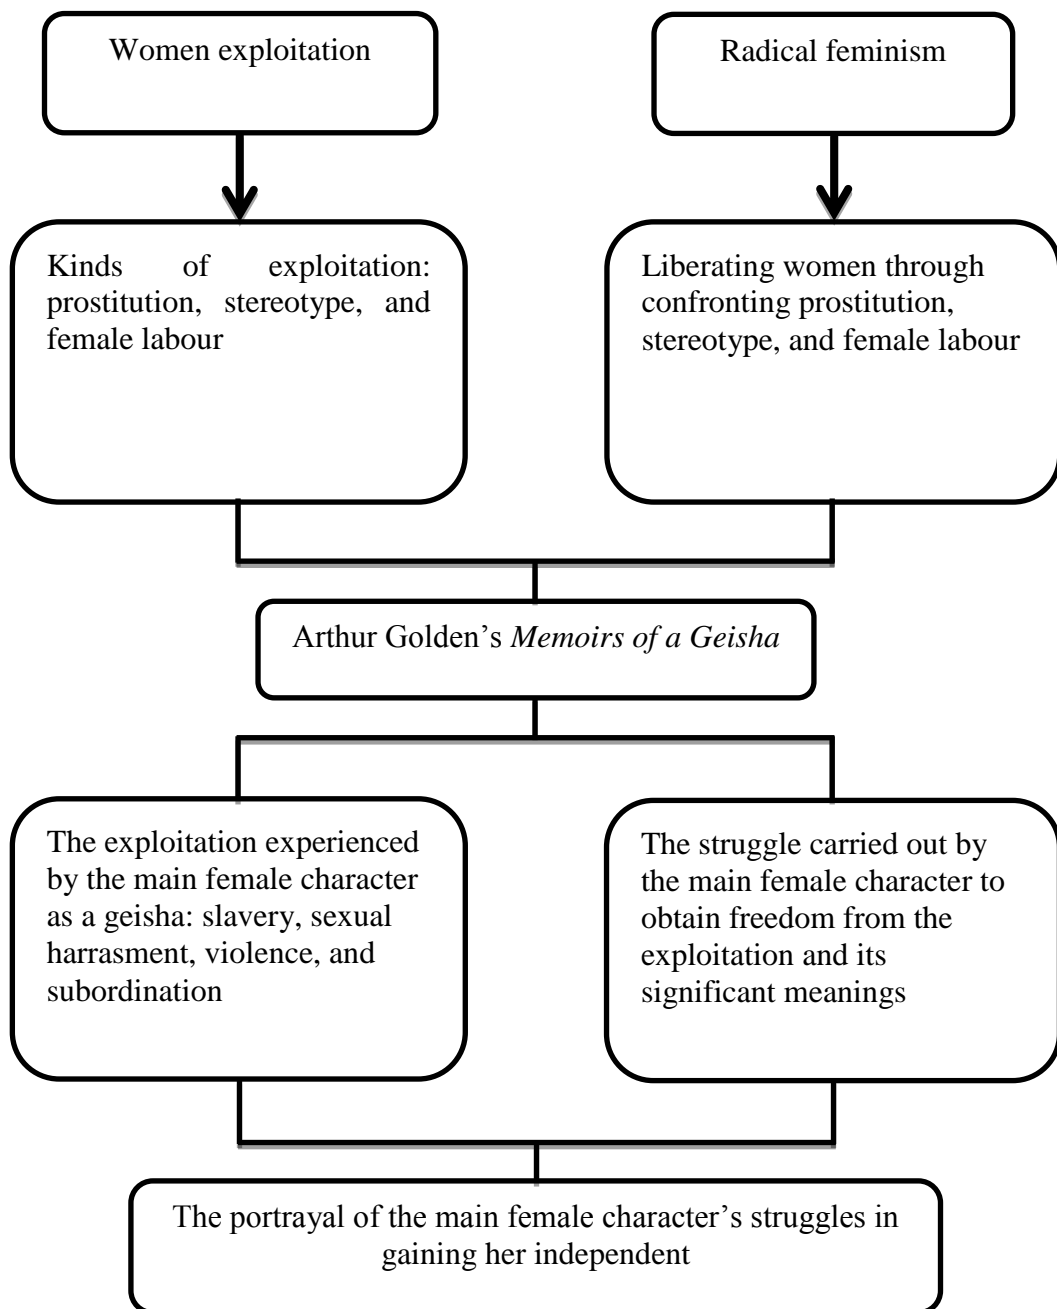 Women exploitation
Radical feminism
Kinds of exploitation:
prostitution, stereotype, and
female labour
Liberating women through
confronting prostitution,
stereotype, and female labour
Arthur Golden’s Memoirs of a Geisha
The exploitation experienced
by the main female character
as a geisha: slavery, sexual
harrasment, violence, and
subordination
The struggle carried out by
the main female character to
obtain freedom from the
exploitation and its
significant meanings
The portrayal of the main female character’s struggles in
gaining her independent